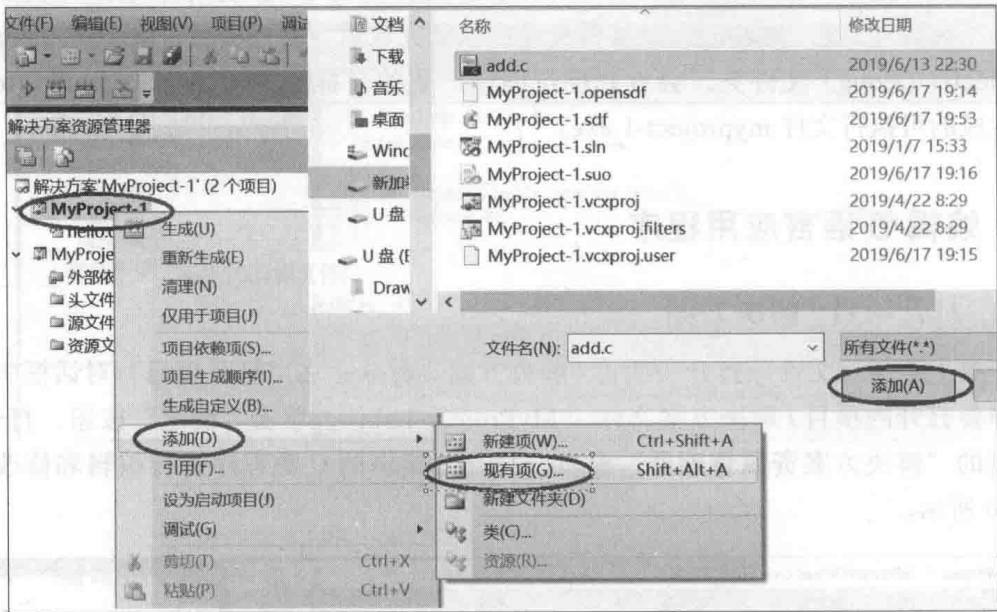 文件(F) 编辑(E) 视图(V) 项目(P) 调试
解决方案资源管理器
解决方案'MyProject-1' (2 个项目)
MyProject-1
hello.c
MyProje
外部依
头文件
源文件
资源文
生成(U)
重新生成(E)
清理(N)
仅用于项目(J)
项目依赖项(S)...
项目生成顺序(I)...
生成自定义(B)...
添加(D)
引用(F)...
设为启动项目(J)
调试(G)
剪切(T) Ctrl+X
粘贴(P) Ctrl+V
新建项(W)... Ctrl+Shift+A
现有项(G)... Shift+Alt+A
新建文件夹(D)
类(C)...
资源(R)...
文档
下载
音乐
桌面
Winc
新加
U 盘
U 盘 (E
Draw
名称 修改日期
add.c 2019/6/13 22:30
MyProject-1.opensdf 2019/6/17 19:14
MyProject-1.sdf 2019/6/17 19:53
MyProject-1.sln 2019/1/7 15:33
MyProject-1.suo 2019/6/17 19:16
MyProject-1.vcxproj 2019/4/22 8:29
MyProject-1.vcxproj.filters 2019/4/22 8:29
MyProject-1.vcxproj.user 2019/6/17 19:15
文件名(N): add.c 所有文件(*.*)
添加(A)